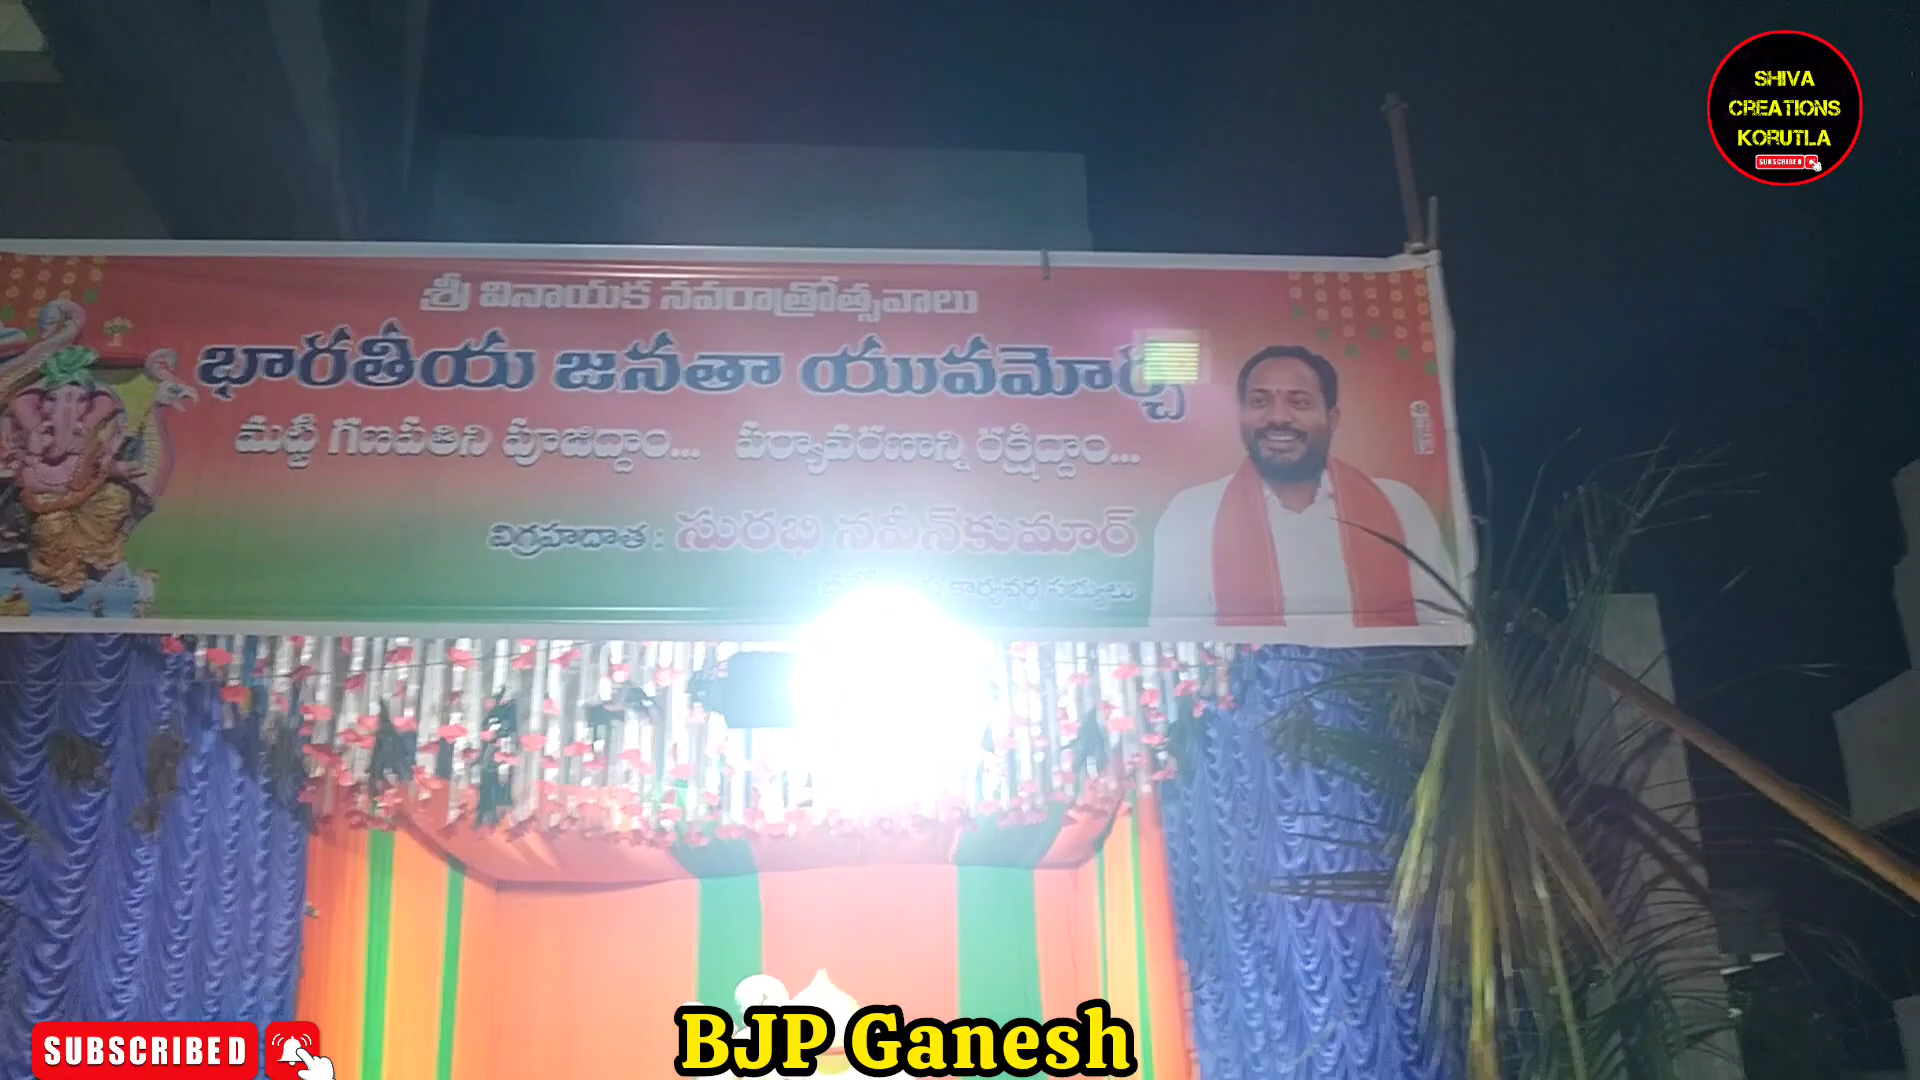 SHIVA
CREATIONS
KORUTLA
SUBSCRIBED
శ్రీ వినాయక నవరాత్రోత్సవాలు
భారతీయ జనతా యువమోర్చ
మట్టి గణపతిని పూజిద్దాం... పర్యావరణాన్ని రక్షిద్దాం...
విగ్రహదాత : సురభి నవీన్‌కుమార్
కార్యవర్గ సభ్యులు
BJP Ganesh
SUBSCRIBED